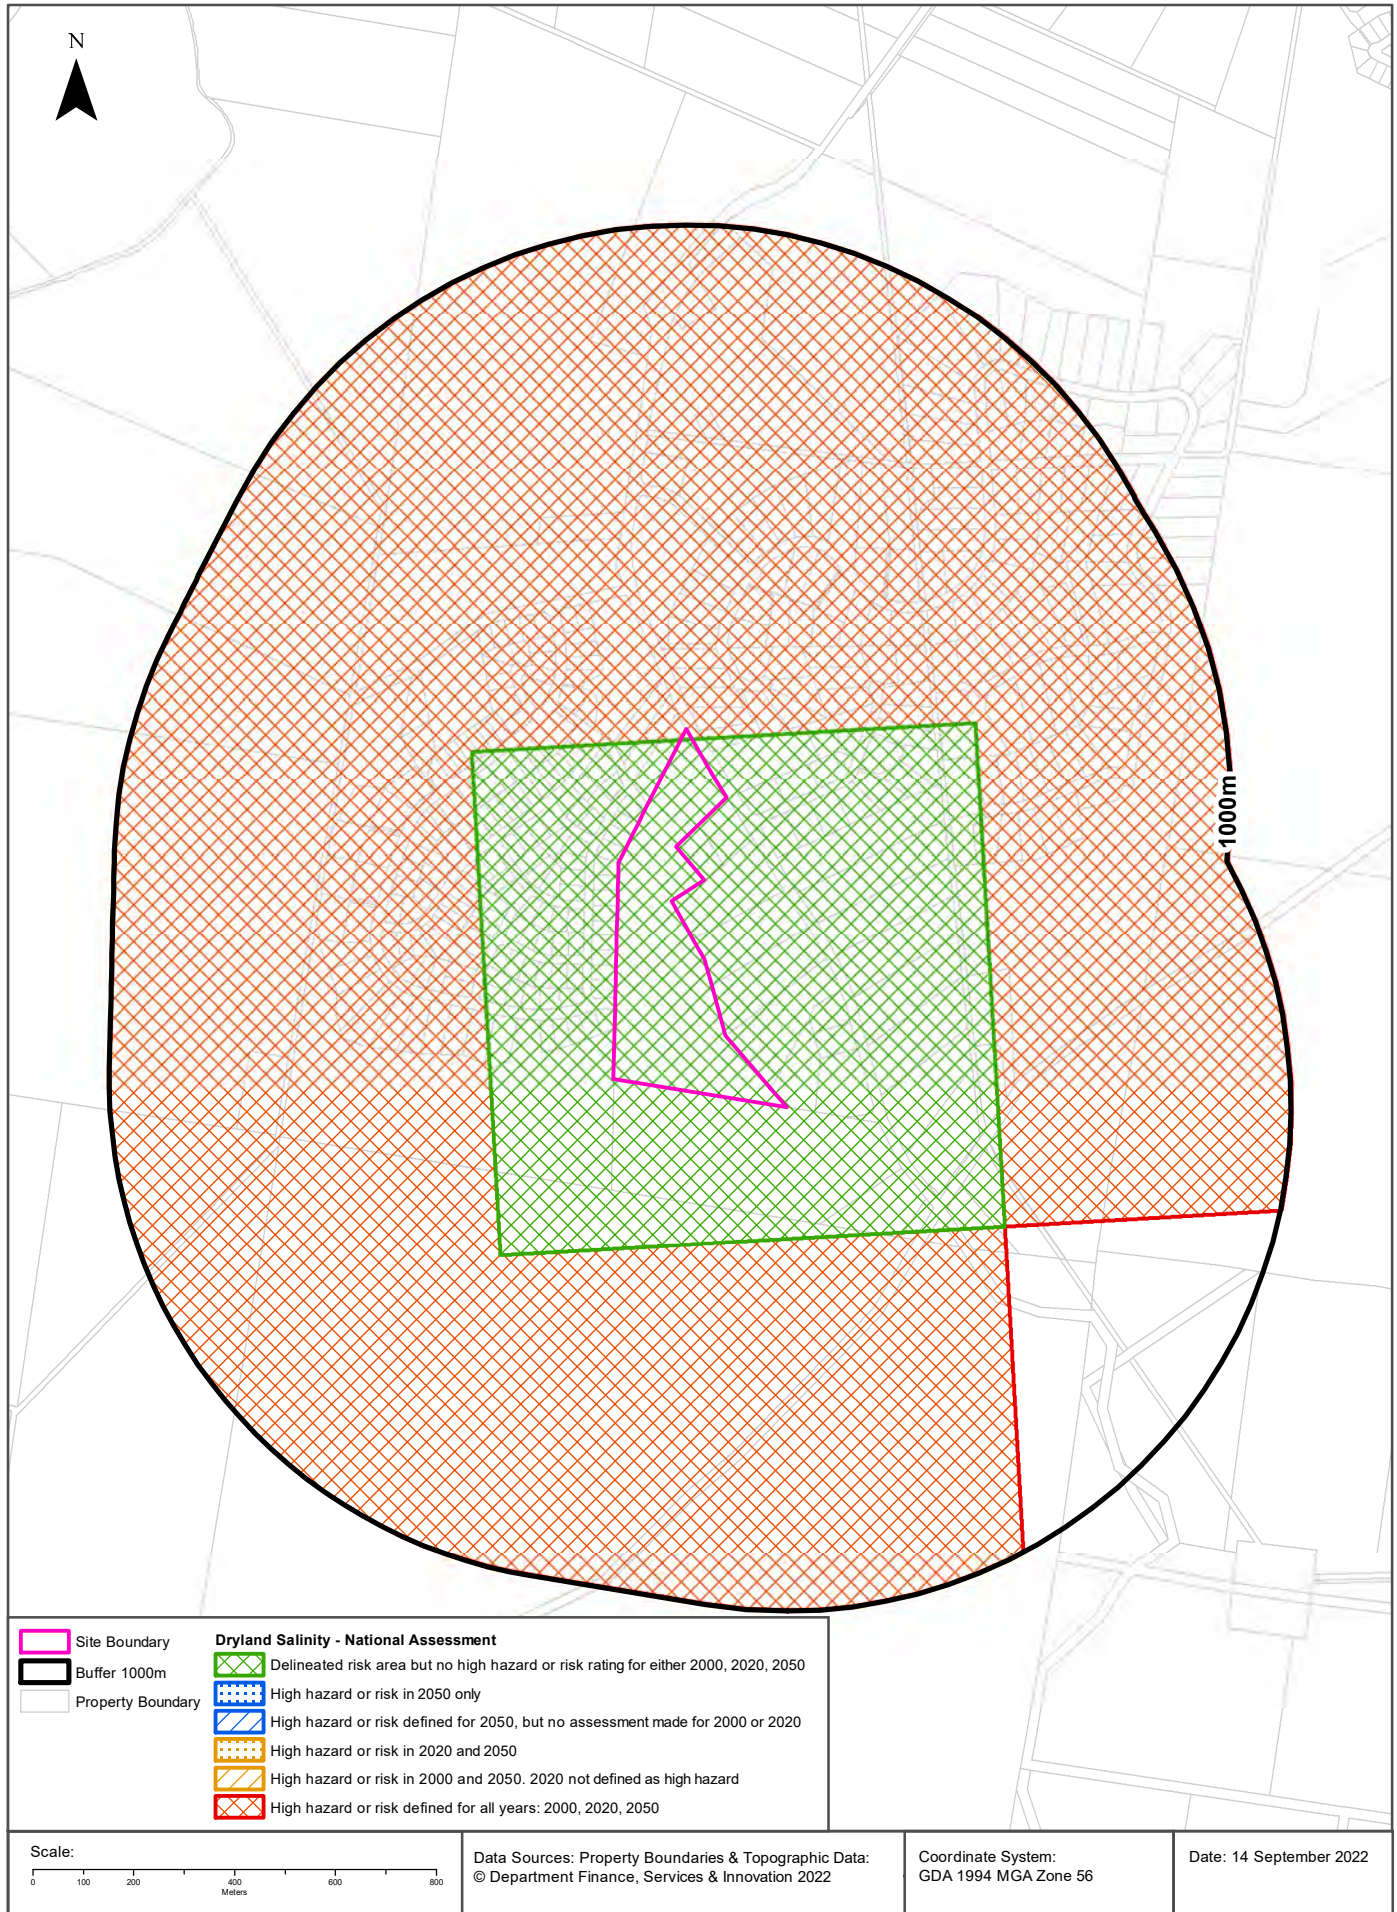 N
1000m
Site Boundary
Buffer 1000m
Property Boundary
Dryland Salinity - National Assessment
Delineated risk area but no high hazard or risk rating for either 2000, 2020, 2050
High hazard or risk in 2050 only
High hazard or risk defined for 2050, but no assessment made for 2000 or 2020
High hazard or risk in 2020 and 2050
High hazard or risk in 2000 and 2050. 2020 not defined as high hazard
High hazard or risk defined for all years: 2000, 2020, 2050
Scale:
0 100 200 400 600 800
Meters
Data Sources: Property Boundaries & Topographic Data:
© Department Finance, Services & Innovation 2022
Coordinate System:
GDA 1994 MGA Zone 56
Date: 14 September 2022